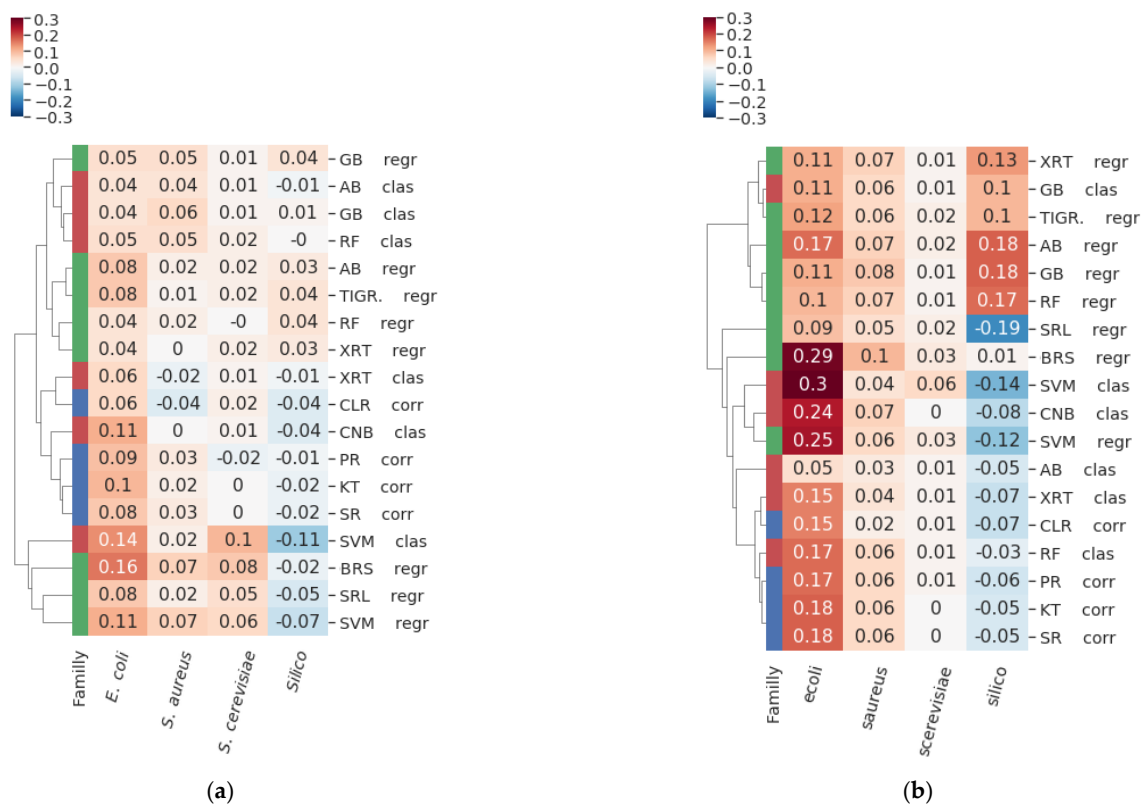 0.3
0.2
0.1
0.0
−0.1
−0.2
−0.3
0.05 0.05 0.01 0.04 GB regr
0.04 0.04 0.01 -0.01 AB clas
0.04 0.06 0.01 0.01 GB clas
0.05 0.05 0.02 -0 RF clas
0.08 0.02 0.02 0.03 AB regr
0.08 0.01 0.02 0.04 TIGR. regr
0.04 0.02 -0 0.04 RF regr
0.04 0 0.02 0.03 XRT regr
0.06 -0.02 0.01 -0.01 XRT clas
0.06 -0.04 0.02 -0.04 CLR corr
0.11 0 0.01 -0.04 CNB clas
0.09 0.03 -0.02 -0.01 PR corr
0.1 0.02 0 -0.02 KT corr
0.08 0.03 0 -0.02 SR corr
0.14 0.02 0.1 -0.11 SVM clas
0.16 0.07 0.08 -0.02 BRS regr
0.08 0.02 0.05 -0.05 SRL regr
0.11 0.07 0.06 -0.07 SVM regr
Familly E. coli S. aureus S. cerevisiae Silico
(a)
0.3
0.2
0.1
0.0
−0.1
−0.2
−0.3
0.11 0.07 0.01 0.13 XRT regr
0.11 0.06 0.01 0.1 GB clas
0.12 0.06 0.02 0.1 TIGR. regr
0.17 0.07 0.02 0.18 AB regr
0.11 0.08 0.01 0.18 GB regr
0.1 0.07 0.01 0.17 RF regr
0.09 0.05 0.02 -0.19 SRL regr
0.29 0.1 0.03 0.01 BRS regr
0.3 0.04 0.06 -0.14 SVM clas
0.24 0.07 0 -0.08 CNB clas
0.25 0.06 0.03 -0.12 SVM regr
0.05 0.03 0.01 -0.05 AB clas
0.15 0.04 0.01 -0.07 XRT clas
0.15 0.02 0.01 -0.07 CLR corr
0.17 0.06 0.01 -0.03 RF clas
0.17 0.06 0.01 -0.06 PR corr
0.18 0.06 0 -0.05 KT corr
0.18 0.06 0 -0.05 SR corr
Familly ecoli saureus scerevisiae silico
(b)